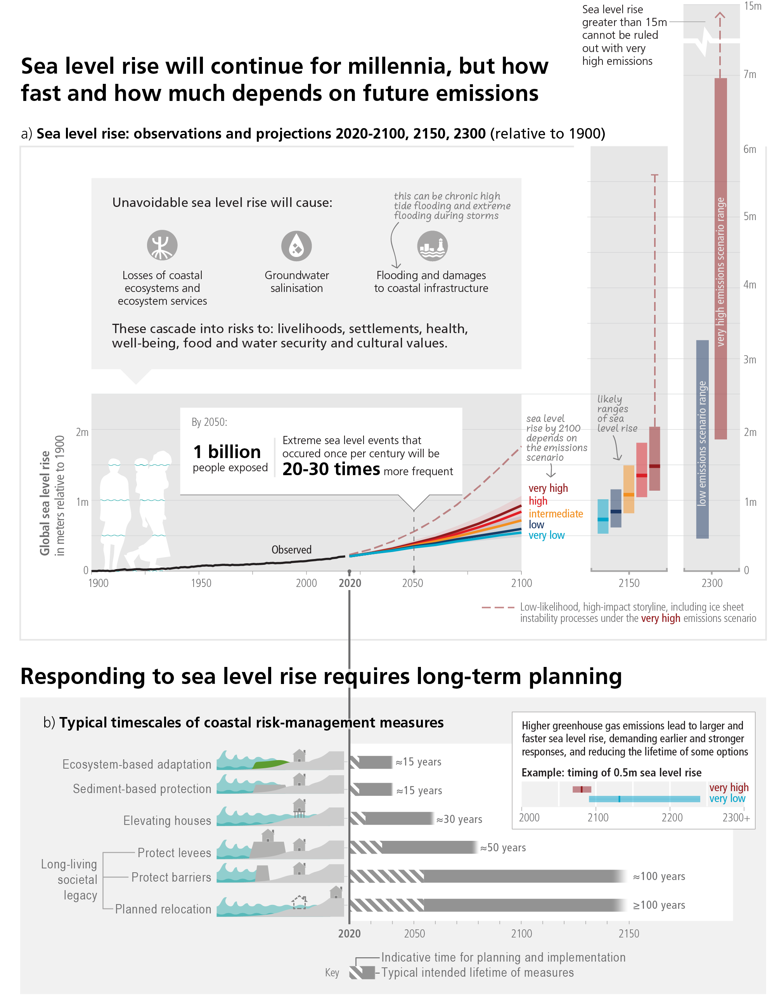 Sea level rise
greater than 15m
cannot be ruled
out with very
high emissions
15m
7m
6m
5m
4m
3m
2m
1m
0
Sea level rise will continue for millennia, but how
fast and how much depends on future emissions
a) Sea level rise: observations and projections 2020-2100, 2150, 2300 (relative to 1900)
Unavoidable sea level rise will cause:
this can be chronic high
tide flooding and extreme
flooding during storms
Losses of coastal
ecosystems and
ecosystem services
Groundwater
salinisation
Flooding and damages
to coastal infrastructure
These cascade into risks to: livelihoods, settlements, health,
well-being, food and water security and cultural values.
Global sea level rise
in meters relative to 1900
2m
1m
0
By 2050:
1 billion
people exposed
Extreme sea level events that
occured once per century will be
20-30 times more frequent
Observed
sea level
rise by 2100
depends on
the emissions
scenario
very high
high
intermediate
low
very low
likely
ranges
of sea
level rise
low emissions scenario range
very high emissions scenario range
1900
1950
2000
2020
2050
2100
2150
2300
Low-likelihood, high-impact storyline, including ice sheet
instability processes under the very high emissions scenario
Responding to sea level rise requires long-term planning
b) Typical timescales of coastal risk-management measures
Higher greenhouse gas emissions lead to larger and
faster sea level rise, demanding earlier and stronger
responses, and reducing the lifetime of some options
Example: timing of 0.5m sea level rise
very high
very low
2000
2100
2200
2300+
Ecosystem-based adaptation
≈15 years
Sediment-based protection
≈15 years
Elevating houses
≈30 years
Long-living
societal
legacy
Protect levees
≈50 years
Protect barriers
≈100 years
Planned relocation
≥100 years
2020
2050
2100
2150
Key
Indicative time for planning and implementation
Typical intended lifetime of measures